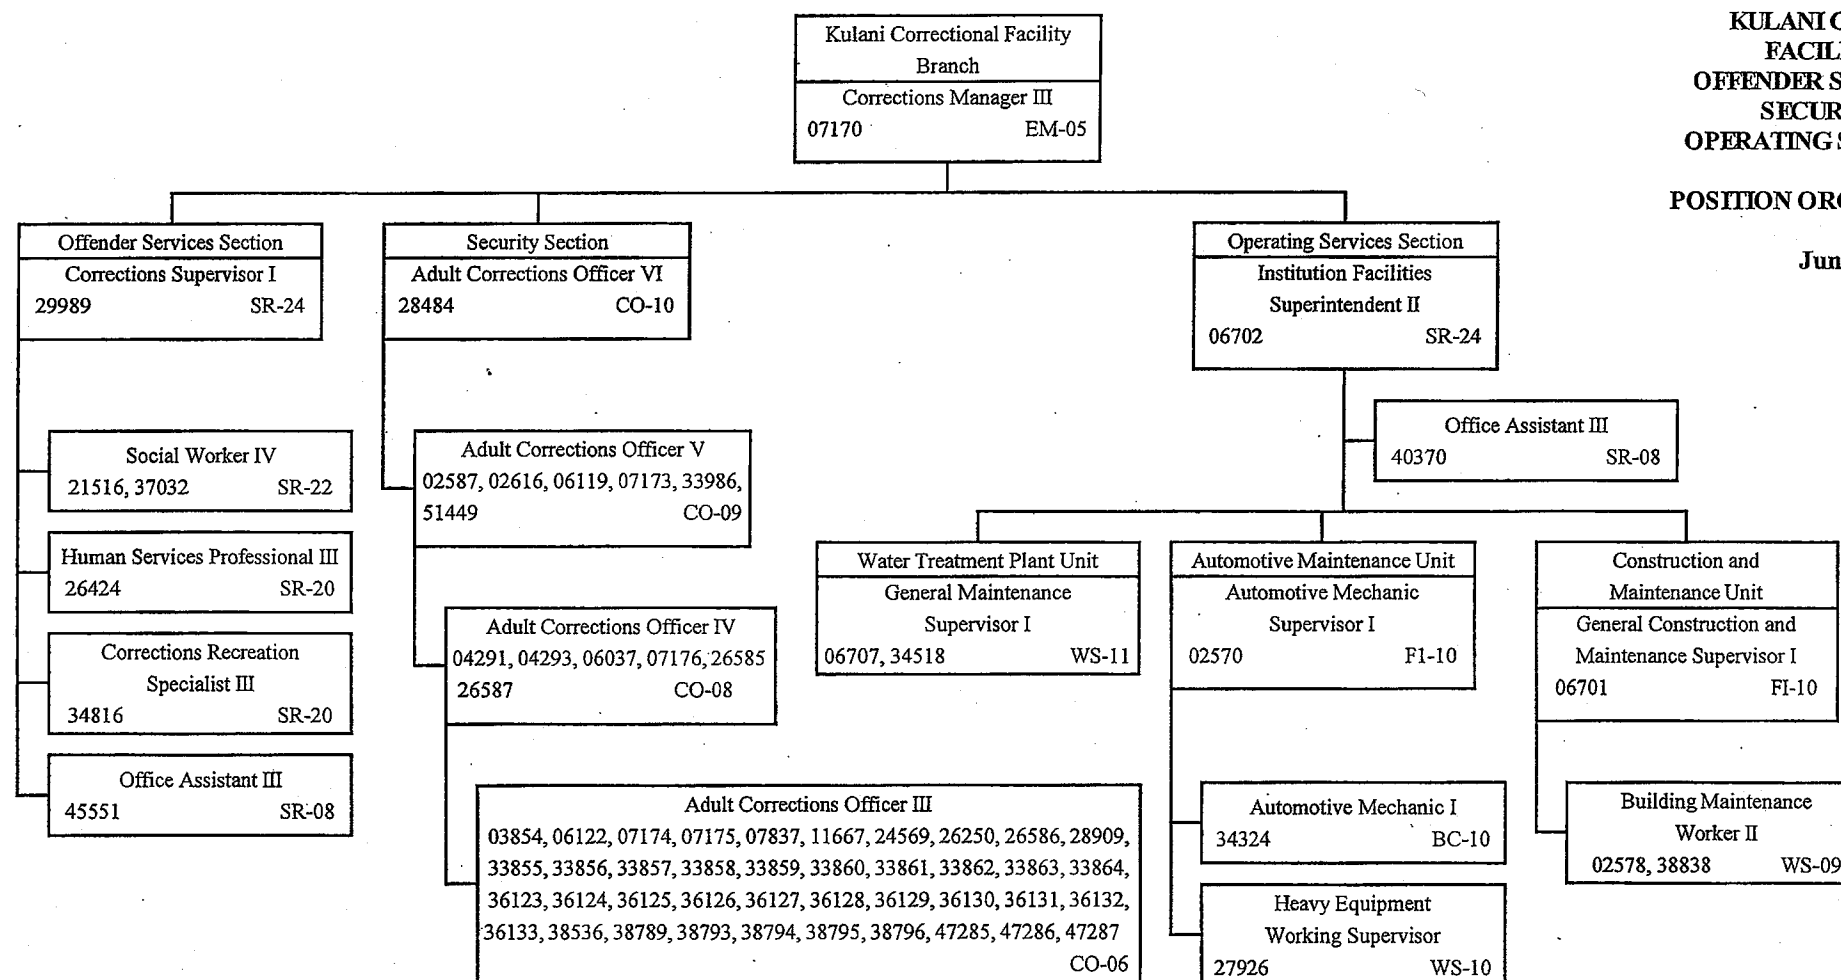 KULANI
FACIL
OFFENDER S
SECUR
OPERATING S
POSITION ORG
Jun
Kulani Correctional Facility
Branch
Corrections Manager III
07170 EM-05
Offender Services Section
Corrections Supervisor I
29989 SR-24
Social Worker IV
21516, 37032 SR-22
Human Services Professional III
26424 SR-20
Corrections Recreation
Specialist III
34816 SR-20
Office Assistant III
45551 SR-08
Security Section
Adult Corrections Officer VI
28484 CO-10
Adult Corrections Officer V
02587, 02616, 06119, 07173, 33986,
51449 CO-09
Adult Corrections Officer IV
04291, 04293, 06037, 07176, 26585
26587 CO-08
Adult Corrections Officer III
03854, 06122, 07174, 07175, 07837, 11667, 24569, 26250, 26586, 28909,
33855, 33856, 33857, 33858, 33859, 33860, 33861, 33862, 33863, 33864,
36123, 36124, 36125, 36126, 36127, 36128, 36129, 36130, 36131, 36132,
36133, 38536, 38789, 38793, 38794, 38795, 38796, 47285, 47286, 47287
CO-06
Operating Services Section
Institution Facilities
Superintendent II
06702 SR-24
Office Assistant III
40370 SR-08
Water Treatment Plant Unit
General Maintenance
Supervisor I
06707, 34518 WS-11
Automotive Maintenance Unit
Automotive Mechanic
Supervisor I
02570 F1-10
Automotive Mechanic I
34324 BC-10
Heavy Equipment
Working Supervisor
27926 WS-10
Construction and
Maintenance Unit
General Construction and
Maintenance Supervisor I
06701 FI-10
Building Maintenance
Worker II
02578, 38838 WS-09